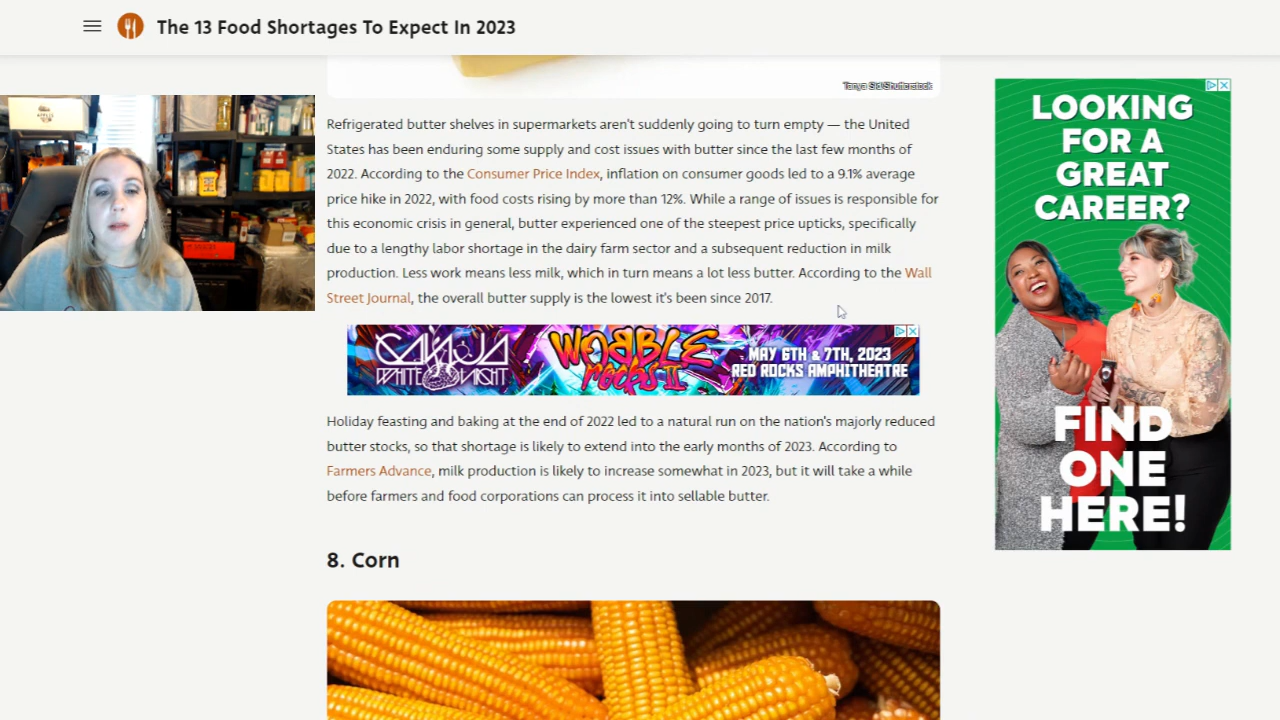 The 13 Food Shortages To Expect In 2023
Tanya Sid/Shutterstock
Refrigerated butter shelves in supermarkets aren't suddenly going to turn empty — the United
States has been enduring some supply and cost issues with butter since the last few months of
2022. According to the Consumer Price Index, inflation on consumer goods led to a 9.1% average
price hike in 2022, with food costs rising by more than 12%. While a range of issues is responsible for
this economic crisis in general, butter experienced one of the steepest price upticks, specifically
due to a lengthy labor shortage in the dairy farm sector and a subsequent reduction in milk
production. Less work means less milk, which in turn means a lot less butter. According to the Wall
Street Journal, the overall butter supply is the lowest it's been since 2017.
WHITE NIGHT
WOBBLE
ROCKS II
MAY 6TH & 7TH, 2023
RED ROCKS AMPHITHEATRE
Holiday feasting and baking at the end of 2022 led to a natural run on the nation's majorly reduced
butter stocks, so that shortage is likely to extend into the early months of 2023. According to
Farmers Advance, milk production is likely to increase somewhat in 2023, but it will take a while
before farmers and food corporations can process it into sellable butter.
8. Corn
LOOKING
FOR A
GREAT
CAREER?
FIND
ONE
HERE!